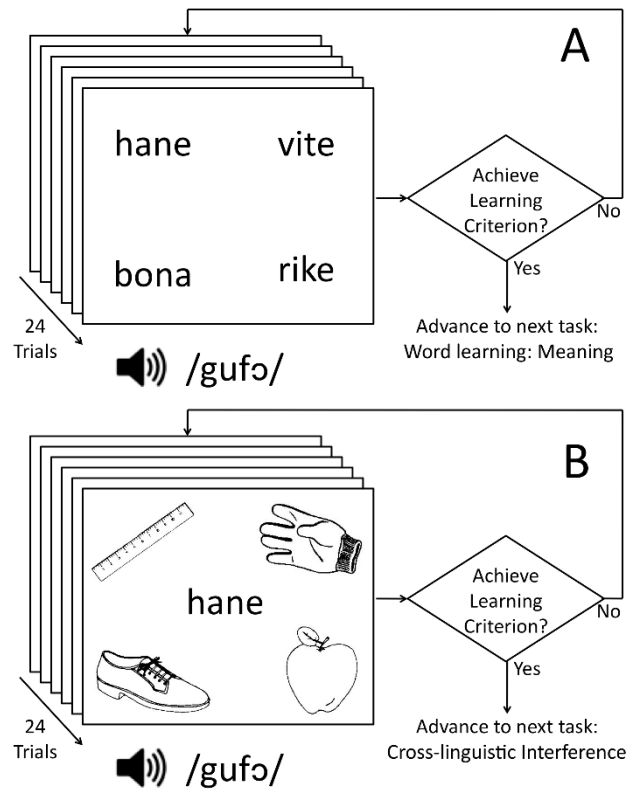 A
hane vite
bona rike
24
Trials
/gufɔ/
Achieve
Learning
Criterion?
No
Yes
Advance to next task:
Word learning: Meaning
B
hane
24
Trials
/gufɔ/
Achieve
Learning
Criterion?
No
Yes
Advance to next task:
Cross-linguistic Interference